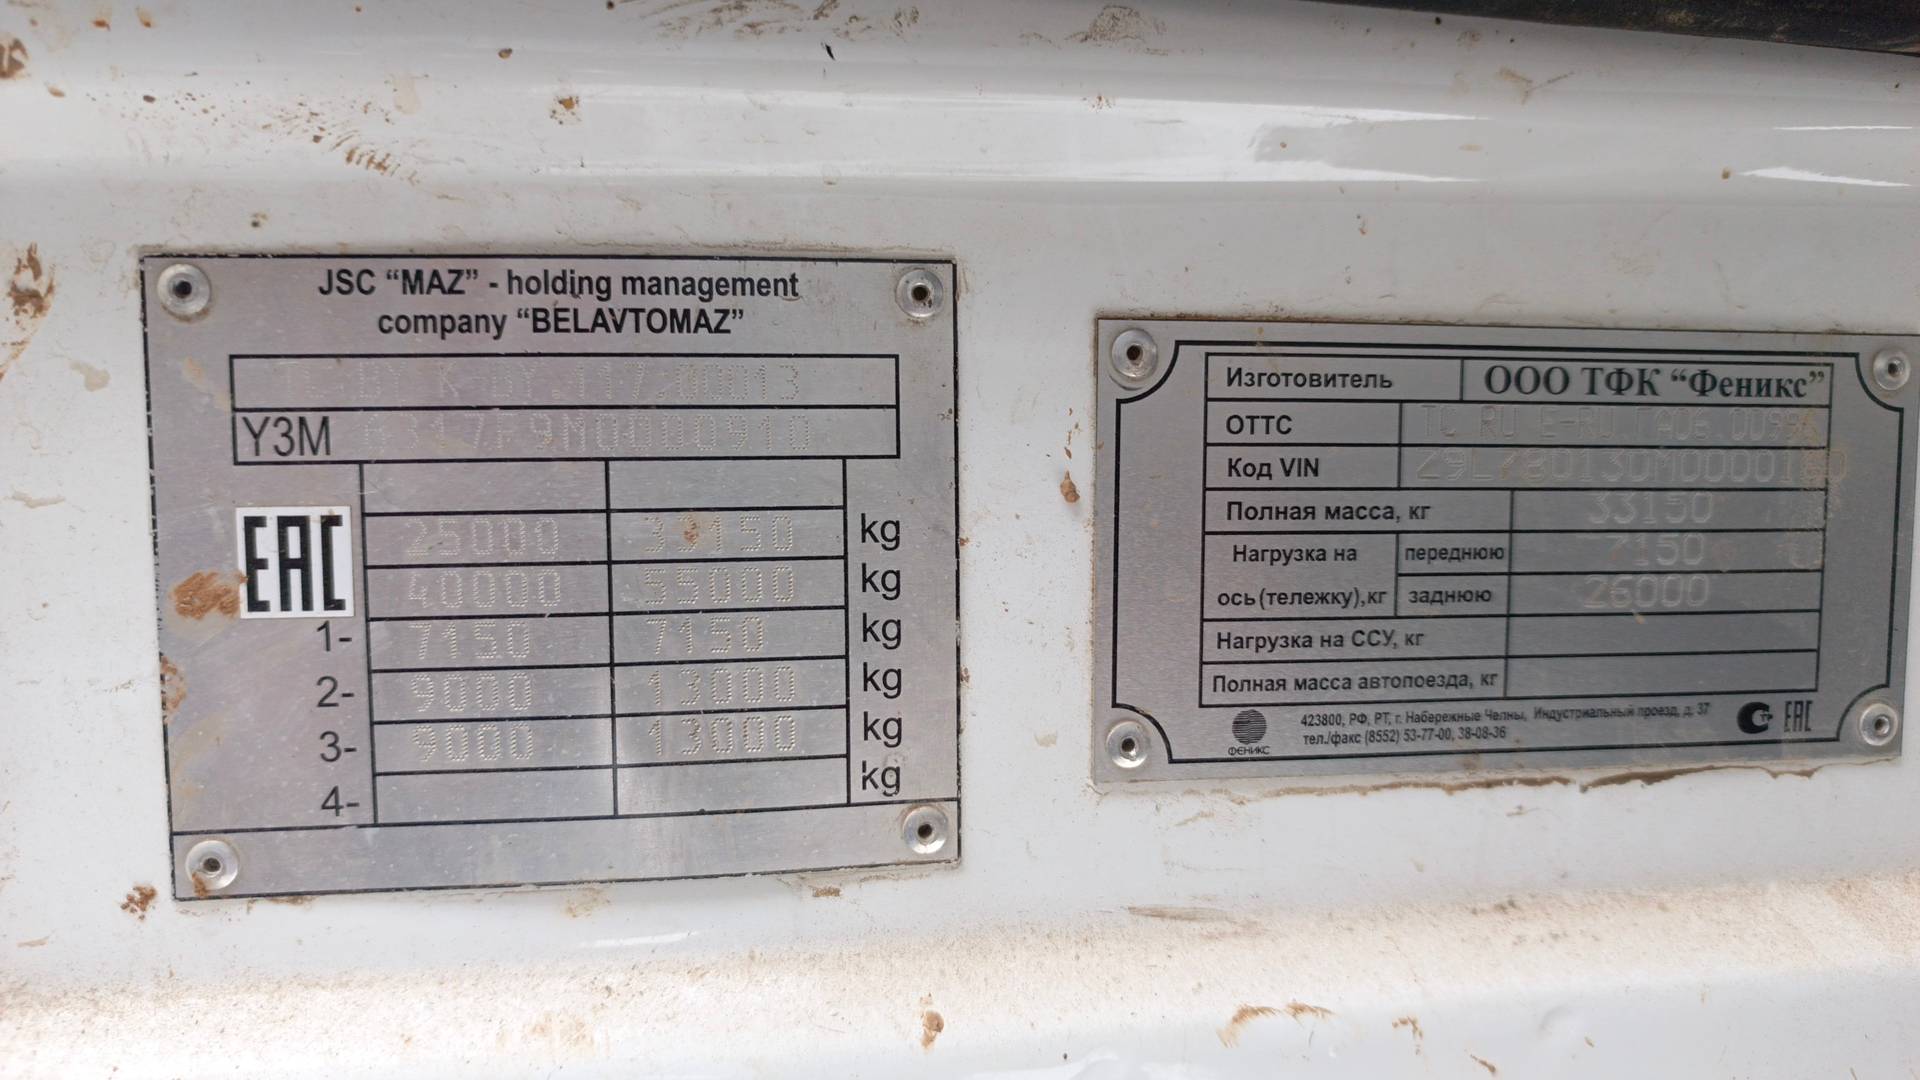 JSC “MAZ” - holding management
company “BELAVTOMAZ”
TC BY K-BY.117.00013
Y3M 6317F9M0000910
25000 33150 kg
EAC
40000 55000 kg
1- 7150 7150 kg
2- 9000 13000 kg
3- 9000 13000 kg
4- kg
Изготовитель ООО ТФК “Феникс”
ОТТС TC RU E-RU.
Код VIN
Полная масса, кг 33150
Нагрузка на переднюю 7150
ось (тележку),кг заднюю 26000
Нагрузка на ССУ, кг
Полная масса автопоезда, кг
ФЕНИКС
423800, РФ, РТ, г. Набережные Челны, Индустриальный проезд, д. 37
тел./факс (8552) 53-77-00, 38-08-36
EAC